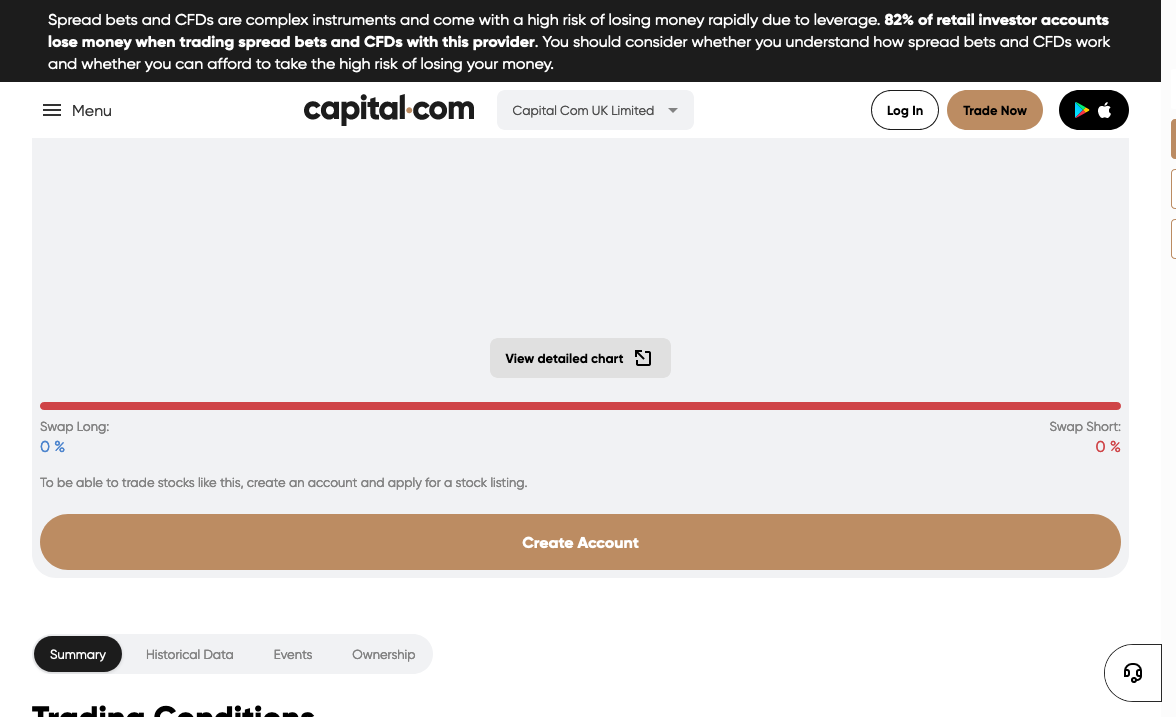 Spread bets and CFDs are complex instruments and come with a high risk of losing money rapidly due to leverage. 82% of retail investor accounts
lose money when trading spread bets and CFDs with this provider. You should consider whether you understand how spread bets and CFDs work
and whether you can afford to take the high risk of losing your money.
Menu
capital.com
Capital Com UK Limited
Log In
Trade Now
View detailed chart
Swap Long:
Swap Short:
0 %
0 %
To be able to trade stocks like this, create an account and apply for a stock listing.
Create Account
Summary
Historical Data
Events
Ownership
Trading Conditions